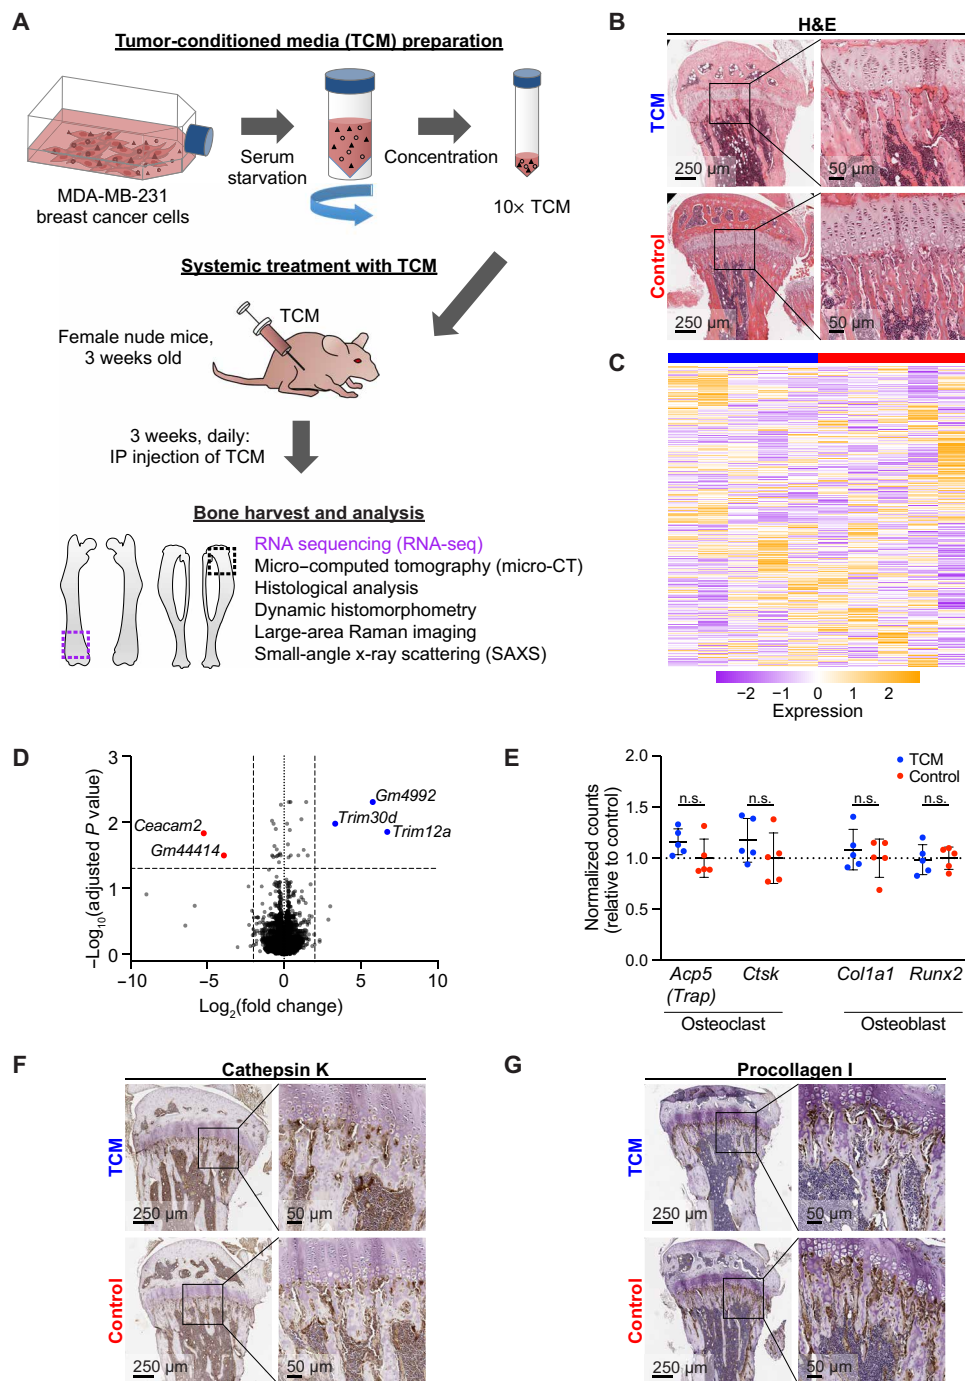 A
Tumor-conditioned media (TCM) preparation
MDA-MB-231
breast cancer cells
Serum
starvation
Concentration
10× TCM
Systemic treatment with TCM
TCM
Female nude mice,
3 weeks old
3 weeks, daily:
IP injection of TCM
Bone harvest and analysis
RNA sequencing (RNA-seq)
Micro–computed tomography (micro-CT)
Histological analysis
Dynamic histomorphometry
Large-area Raman imaging
Small-angle x-ray scattering (SAXS)
B
H&E
TCM
250 µm
50 µm
Control
250 µm
50 µm
C
−2 −1 0 1 2
Expression
D
−Log10(adjusted P value)
3
2
1
0
Gm4992
Trim30d
Trim12a
Ceacam2
Gm44414
−10 −5 0 5 10
Log2(fold change)
E
Normalized counts
(relative to control)
2.0
1.5
1.0
0.5
0.0
TCM
Control
n.s. n.s. n.s. n.s.
Acp5
(Trap)
Ctsk
Col1a1
Runx2
Osteoclast
Osteoblast
F
Cathepsin K
TCM
250 µm
50 µm
Control
250 µm
50 µm
G
Procollagen I
TCM
250 µm
50 µm
Control
250 µm
50 µm